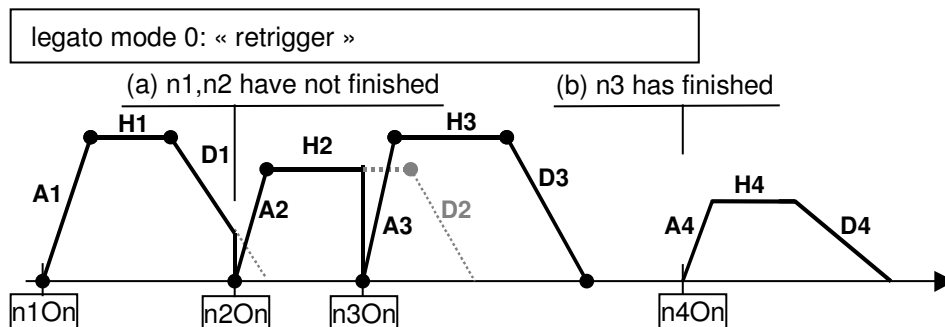 legato mode 0: « retrigger »
(a) n1,n2 have not finished
(b) n3 has finished
H1
H2
H3
H4
A1
D1
A2
A3
D2
D3
A4
D4
n1On
n2On
n3On
n4On